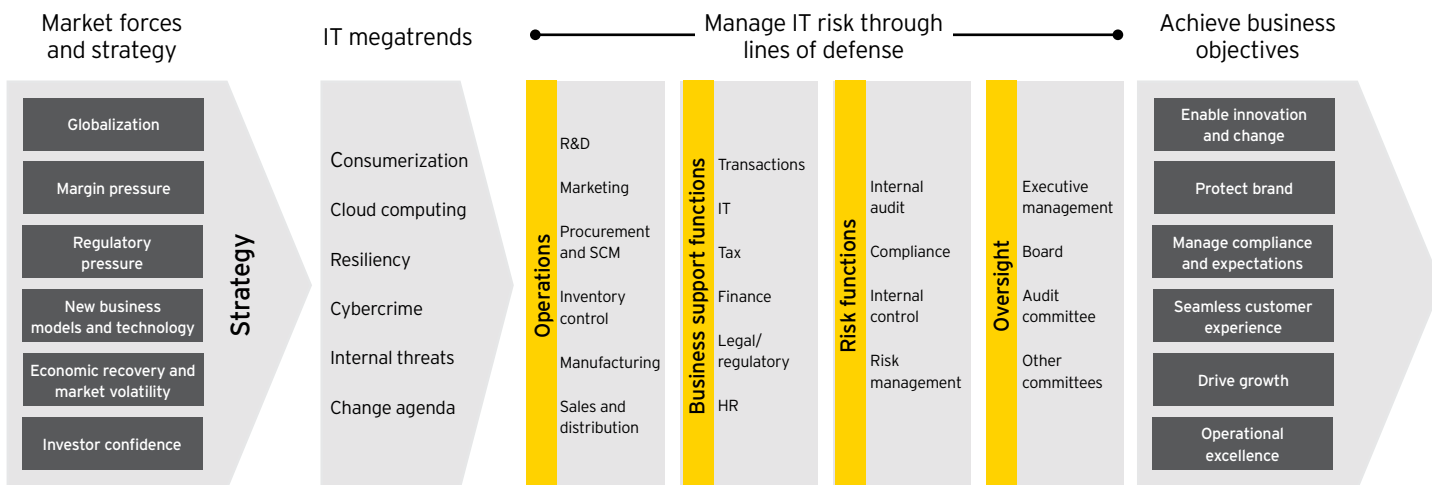 Market forces
and strategy
IT megatrends
Manage IT risk through
lines of defense
Achieve business
objectives
Globalization
Margin pressure
Regulatory
pressure
New business
models and technology
Economic recovery and
market volatility
Investor confidence
Strategy
Consumerization
Cloud computing
Resiliency
Cybercrime
Internal threats
Change agenda
Operations
R&D
Marketing
Procurement
and SCM
Inventory
control
Manufacturing
Sales and
distribution
Business support functions
Transactions
IT
Tax
Finance
Legal/
regulatory
HR
Risk functions
Internal
audit
Compliance
Internal
control
Risk
management
Oversight
Executive
management
Board
Audit
committee
Other
committees
Enable innovation
and change
Protect brand
Manage compliance
and expectations
Seamless customer
experience
Drive growth
Operational
excellence